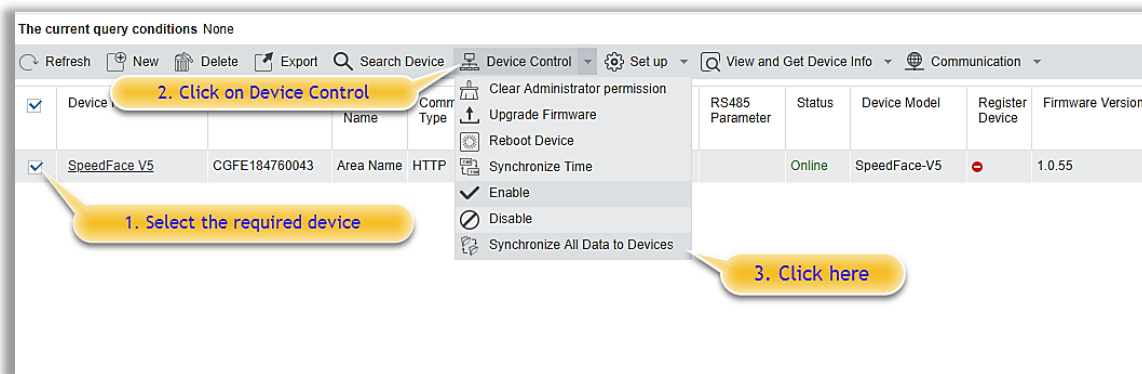 The current query conditions None
Refresh New Delete Export Search Device Device Control Set up View and Get Device Info Communication
2. Click on Device Control
Clear Administrator permission
Upgrade Firmware
Reboot Device
Synchronize Time
Enable
Disable
Synchronize All Data to Devices
Device
Name
Comm
Type
RS485
Parameter
Status
Device Model
Register
Device
Firmware Version
SpeedFace V5 CGFE184760043 Area Name HTTP Online SpeedFace-V5 1.0.55
1. Select the required device
3. Click here